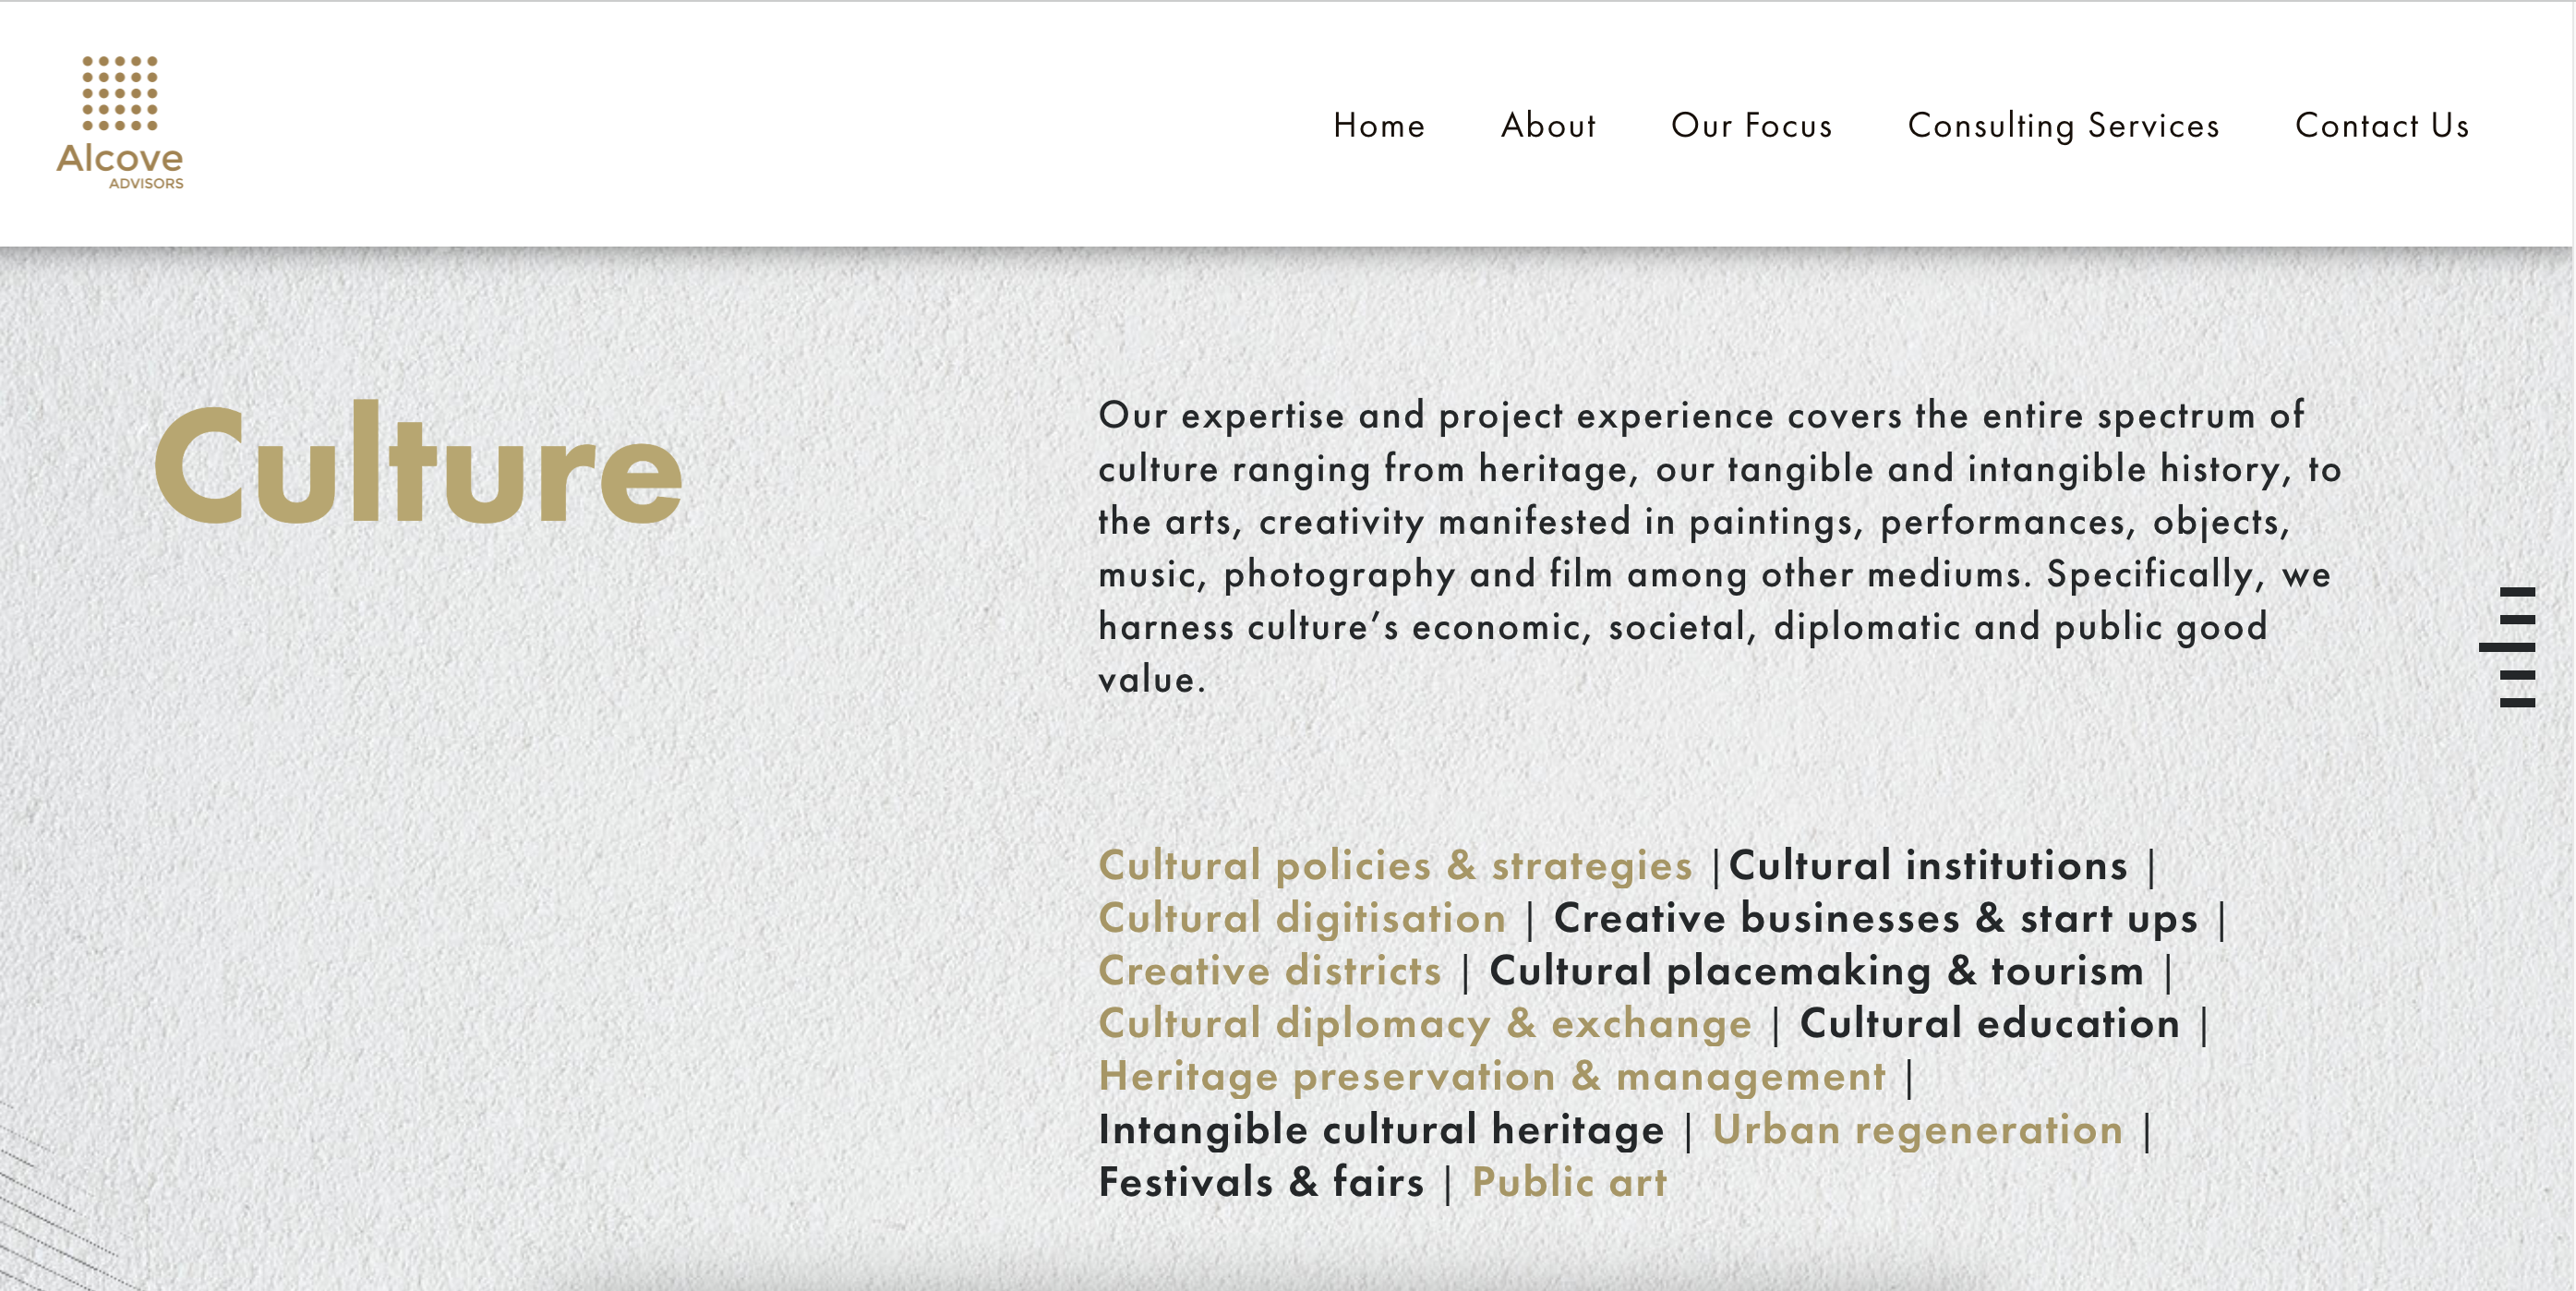 Alcove
ADVISORS
Home About Our Focus Consulting Services Contact Us
Culture
Our expertise and project experience covers the entire spectrum of
culture ranging from heritage, our tangible and intangible history, to
the arts, creativity manifested in paintings, performances, objects,
music, photography and film among other mediums. Specifically, we
harness culture’s economic, societal, diplomatic and public good
value.
Cultural policies & strategies |Cultural institutions |
Cultural digitisation | Creative businesses & start ups |
Creative districts | Cultural placemaking & tourism |
Cultural diplomacy & exchange | Cultural education |
Heritage preservation & management |
Intangible cultural heritage | Urban regeneration |
Festivals & fairs | Public art